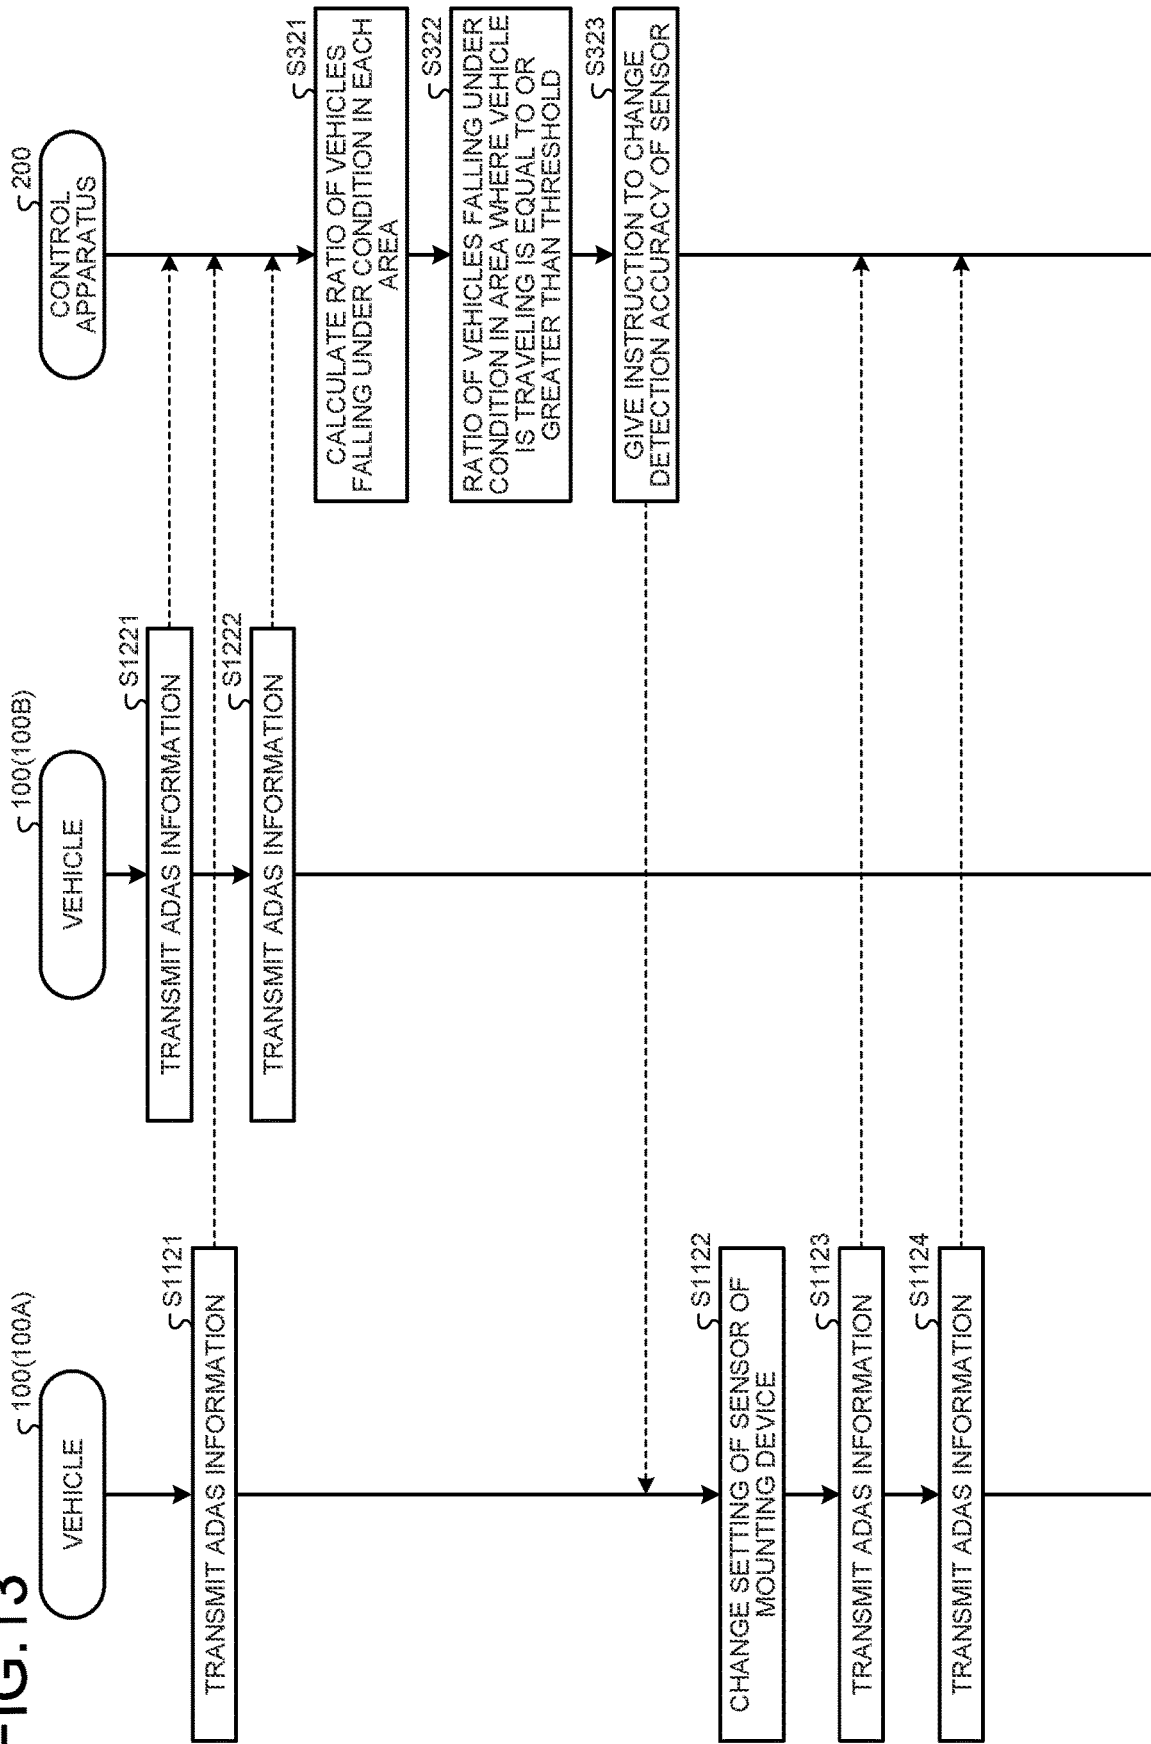 FIG.13
100(100A)
VEHICLE
100(100B)
VEHICLE
200
CONTROL
APPARATUS
S1221
TRANSMIT ADAS INFORMATION
S1121
TRANSMIT ADAS INFORMATION
S1222
TRANSMIT ADAS INFORMATION
S321
CALCULATE RATIO OF VEHICLES
FALLING UNDER CONDITION IN EACH
AREA
S322
RATIO OF VEHICLES FALLING UNDER
CONDITION IN AREA WHERE VEHICLE
IS TRAVELING IS EQUAL TO OR
GREATER THAN THRESHOLD
S323
GIVE INSTRUCTION TO CHANGE
DETECTION ACCURACY OF SENSOR
S1122
CHANGE SETTING OF SENSOR OF
MOUNTING DEVICE
S1123
TRANSMIT ADAS INFORMATION
S1124
TRANSMIT ADAS INFORMATION